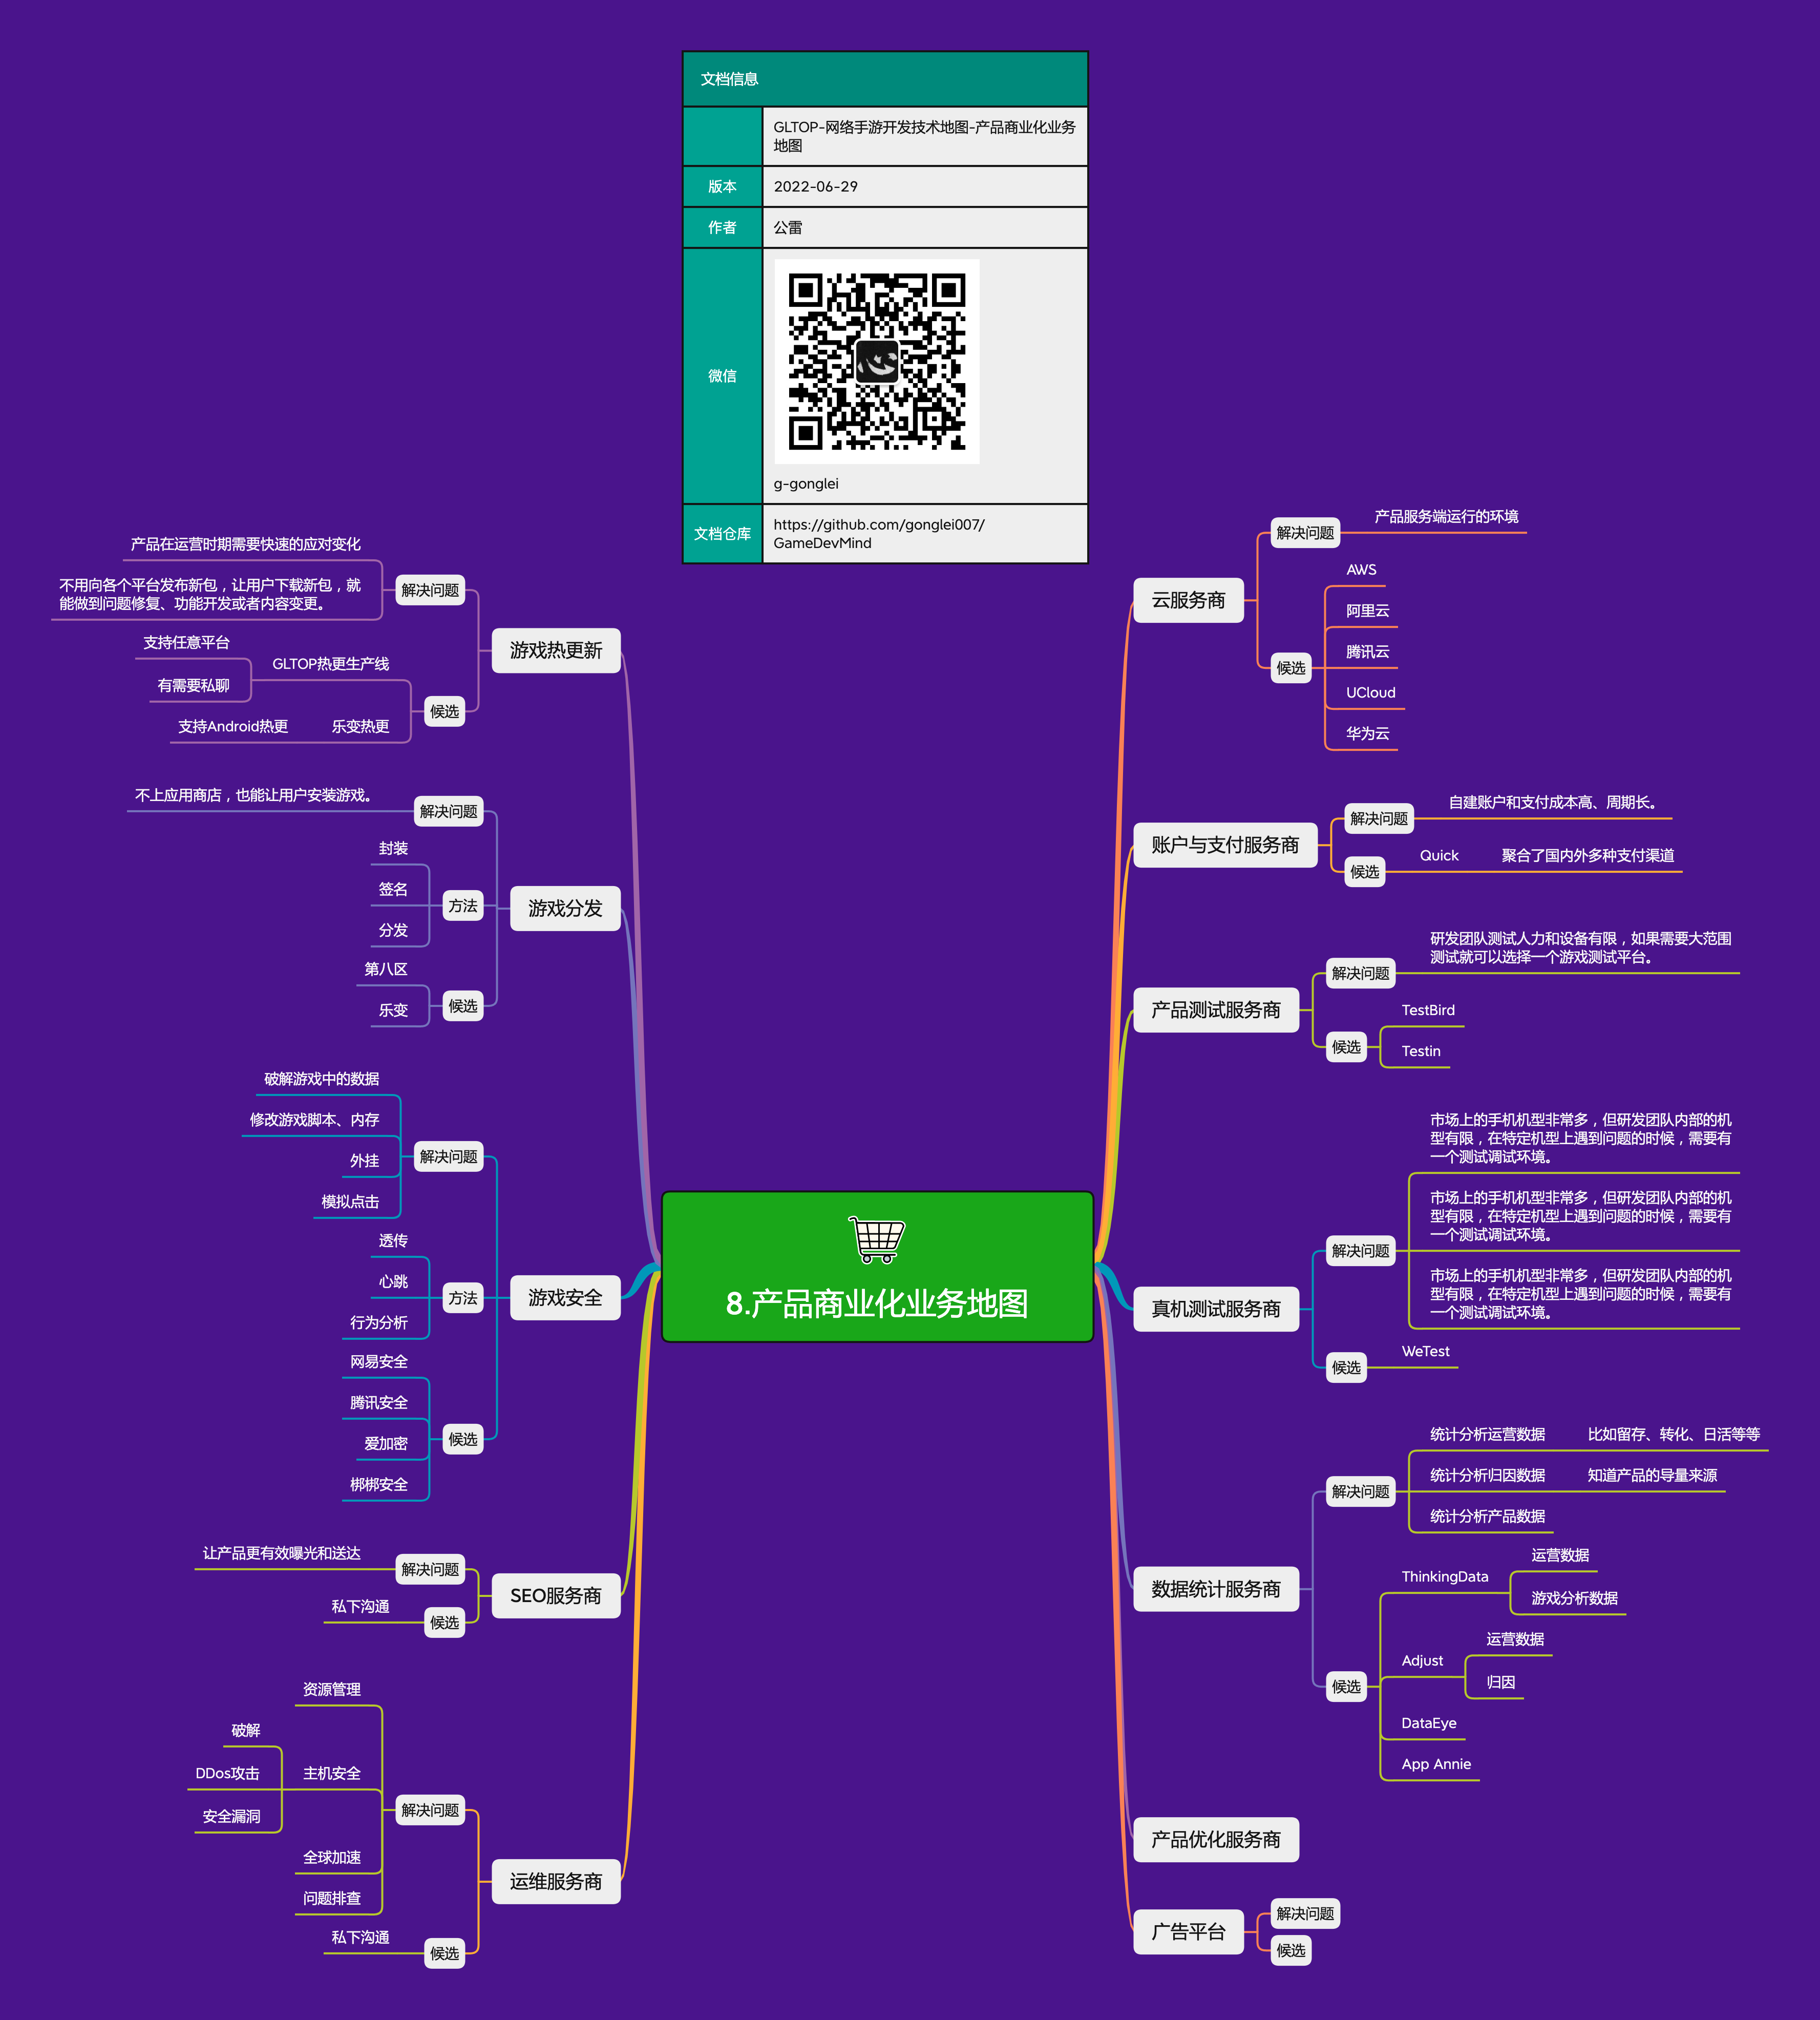 文档信息
GLTOP-网络手游开发技术地图-产品商业化业务
地图
版本
2022-06-29
作者
公雷
微信
g-gonglei
文档仓库
https://github.com/gonglei007/
GameDevMind
8.产品商业化业务地图
云服务商
解决问题
产品服务端运行的环境
候选
AWS
阿里云
腾讯云
UCloud
华为云
账户与支付服务商
解决问题
自建账户和支付成本高、周期长。
候选
Quick
聚合了国内外多种支付渠道
产品测试服务商
解决问题
研发团队测试人力和设备有限，如果需要大范围
测试就可以选择一个游戏测试平台。
候选
TestBird
Testin
真机测试服务商
解决问题
市场上的手机机型非常多，但研发团队内部的机
型有限，在特定机型上遇到问题的时候，需要有
一个测试调试环境。
市场上的手机机型非常多，但研发团队内部的机
型有限，在特定机型上遇到问题的时候，需要有
一个测试调试环境。
市场上的手机机型非常多，但研发团队内部的机
型有限，在特定机型上遇到问题的时候，需要有
一个测试调试环境。
候选
WeTest
数据统计服务商
解决问题
统计分析运营数据
比如留存、转化、日活等等
统计分析归因数据
知道产品的导量来源
统计分析产品数据
候选
ThinkingData
运营数据
游戏分析数据
Adjust
运营数据
归因
DataEye
App Annie
产品优化服务商
广告平台
解决问题
候选
游戏热更新
解决问题
产品在运营时期需要快速的应对变化
不用向各个平台发布新包，让用户下载新包，就
能做到问题修复、功能开发或者内容变更。
候选
GLTOP热更生产线
支持任意平台
有需要私聊
乐变热更
支持Android热更
游戏分发
解决问题
不上应用商店，也能让用户安装游戏。
方法
封装
签名
分发
候选
第八区
乐变
游戏安全
解决问题
破解游戏中的数据
修改游戏脚本、内存
外挂
模拟点击
方法
透传
心跳
行为分析
候选
网易安全
腾讯安全
爱加密
梆梆安全
SEO服务商
解决问题
让产品更有效曝光和送达
候选
私下沟通
运维服务商
解决问题
资源管理
主机安全
破解
DDos攻击
安全漏洞
全球加速
问题排查
候选
私下沟通